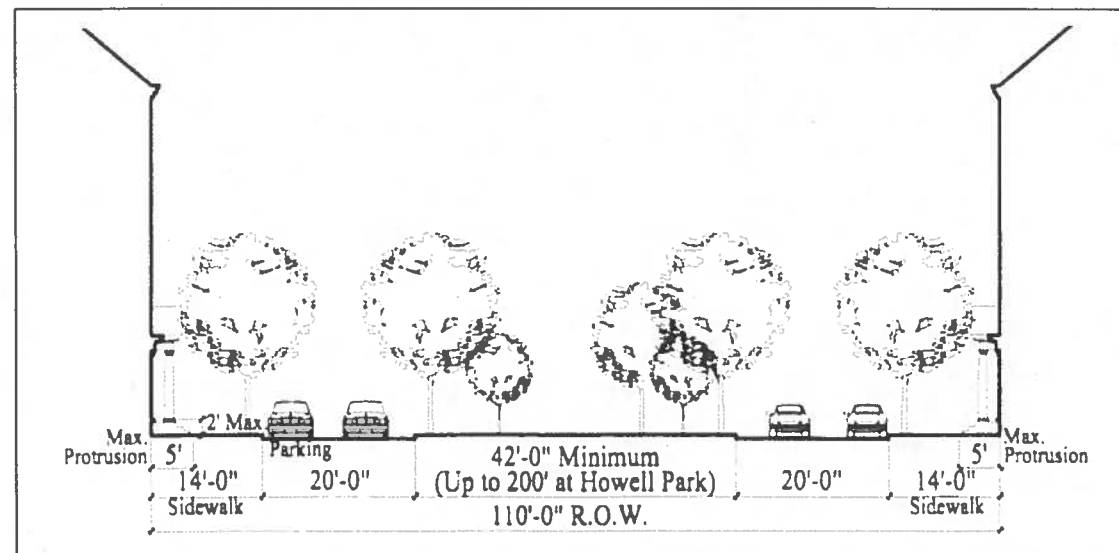 2' Max.
Parking
Max.
Protrusion
5'
14'-0"
Sidewalk
20'-0"
42'-0" Minimum
(Up to 200' at Howell Park)
20'-0"
5'
Max.
Protrusion
14'-0"
Sidewalk
110'-0" R.O.W.